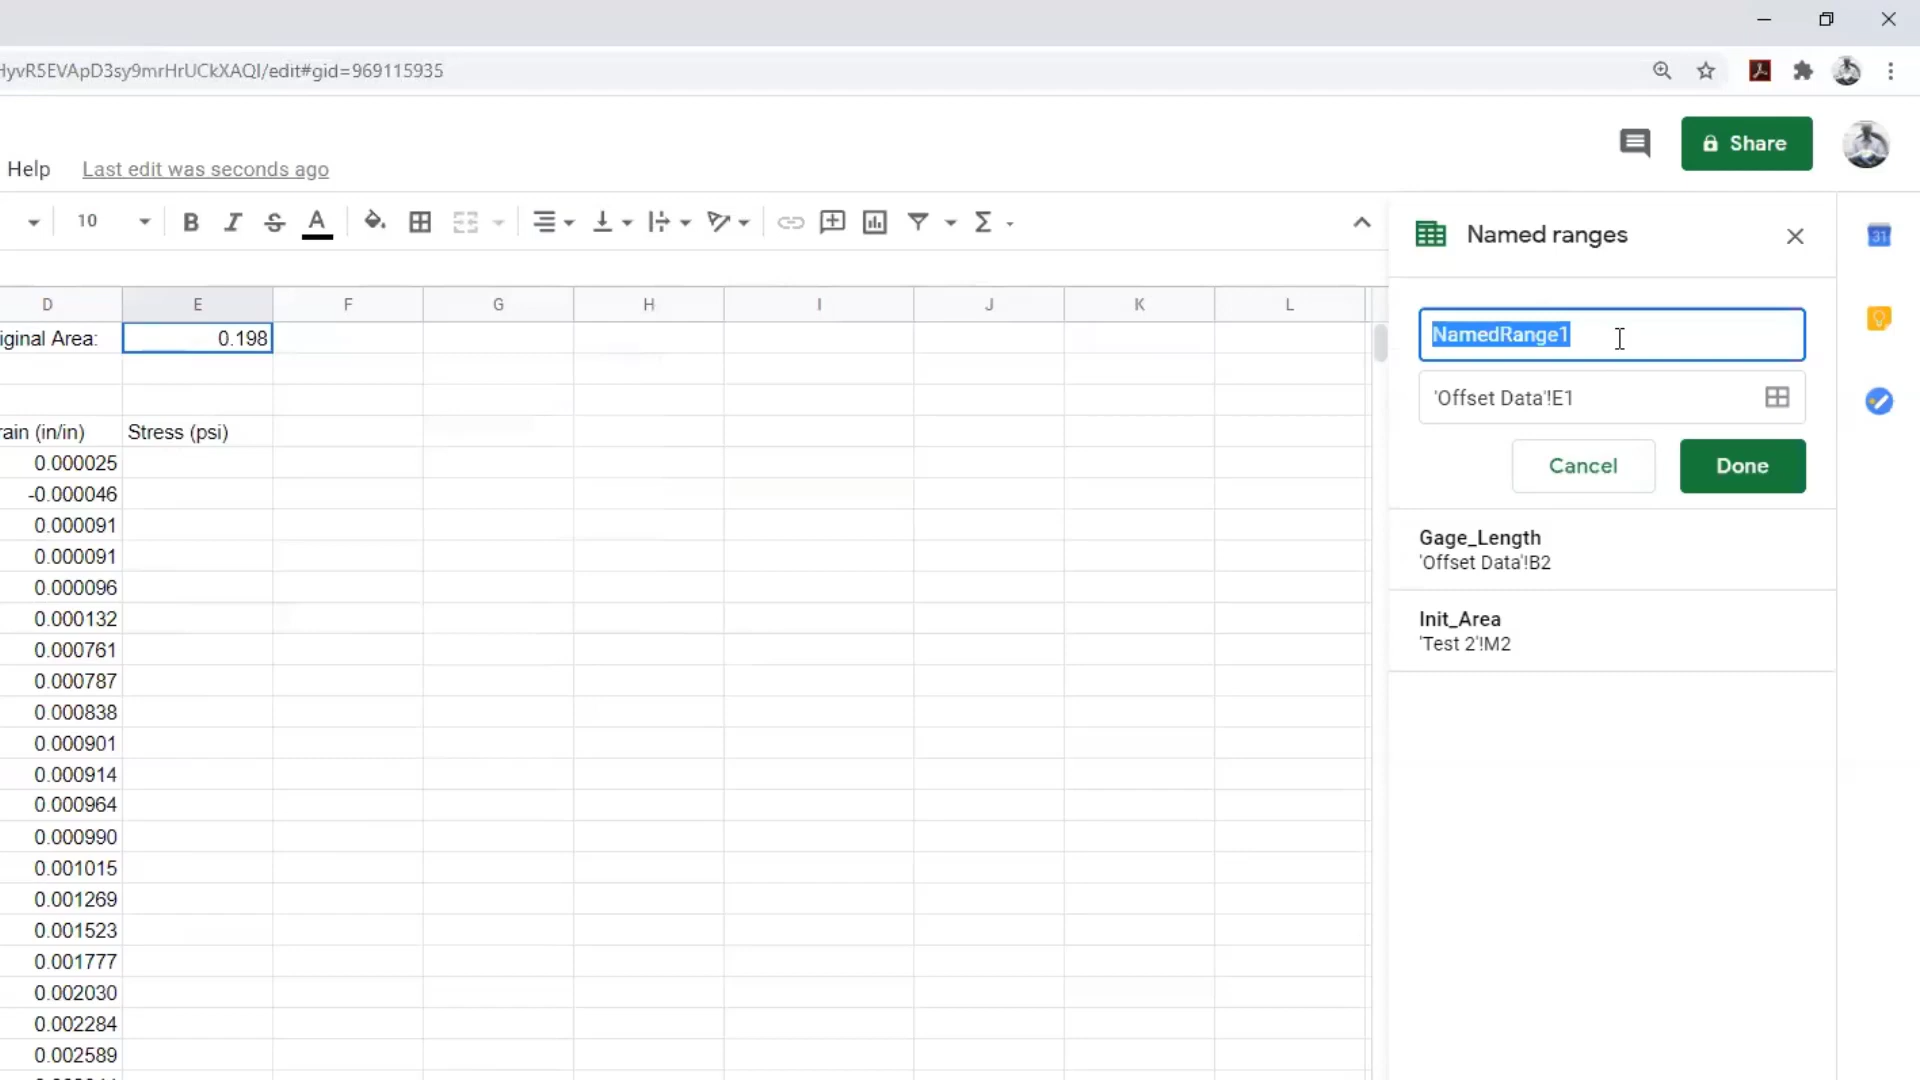 HyvR5EVApD3sy9mrHrUCkXAQI/edit#gid=969115935
Share
Help Last edit was seconds ago
10 B I S A
Named ranges
31
D E F G H I J K L
iginal Area: 0.198
NamedRange1
'Offset Data'!E1
rain (in/in) Stress (psi)
Cancel Done
0.000025
-0.000046
0.000091
0.000091
0.000096
0.000132
0.000761
0.000787
0.000838
0.000901
0.000914
0.000964
0.000990
0.001015
0.001269
0.001523
0.001777
0.002030
0.002284
0.002589
Gage_Length
'Offset Data'!B2
Init_Area
'Test 2'!M2